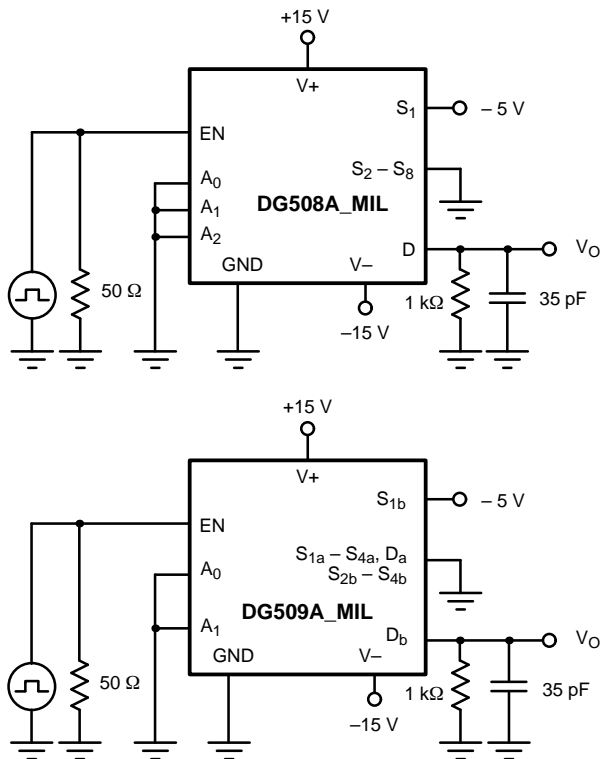 +15 V
V+
EN
S1
– 5 V
A0
S2 – S8
A1
DG508A_MIL
A2
D
VO
GND
V–
50 Ω
1 kΩ
35 pF
–15 V
+15 V
V+
EN
S1b
– 5 V
A0
S1a – S4a, Da
S2b – S4b
DG509A_MIL
A1
Db
VO
GND
V–
50 Ω
1 kΩ
35 pF
–15 V